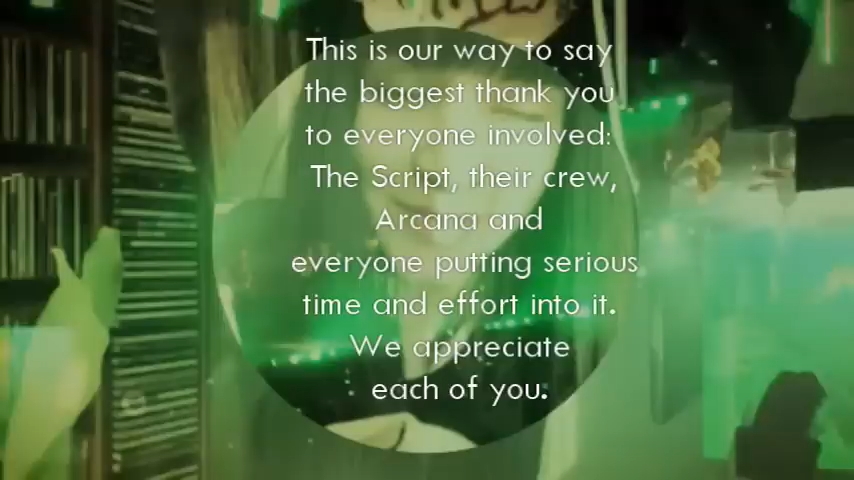 This is our way to say
the biggest thank you
to everyone involved:
The Script, their crew,
Arcana and
everyone putting serious
time and effort into it.
We appreciate
each of you.